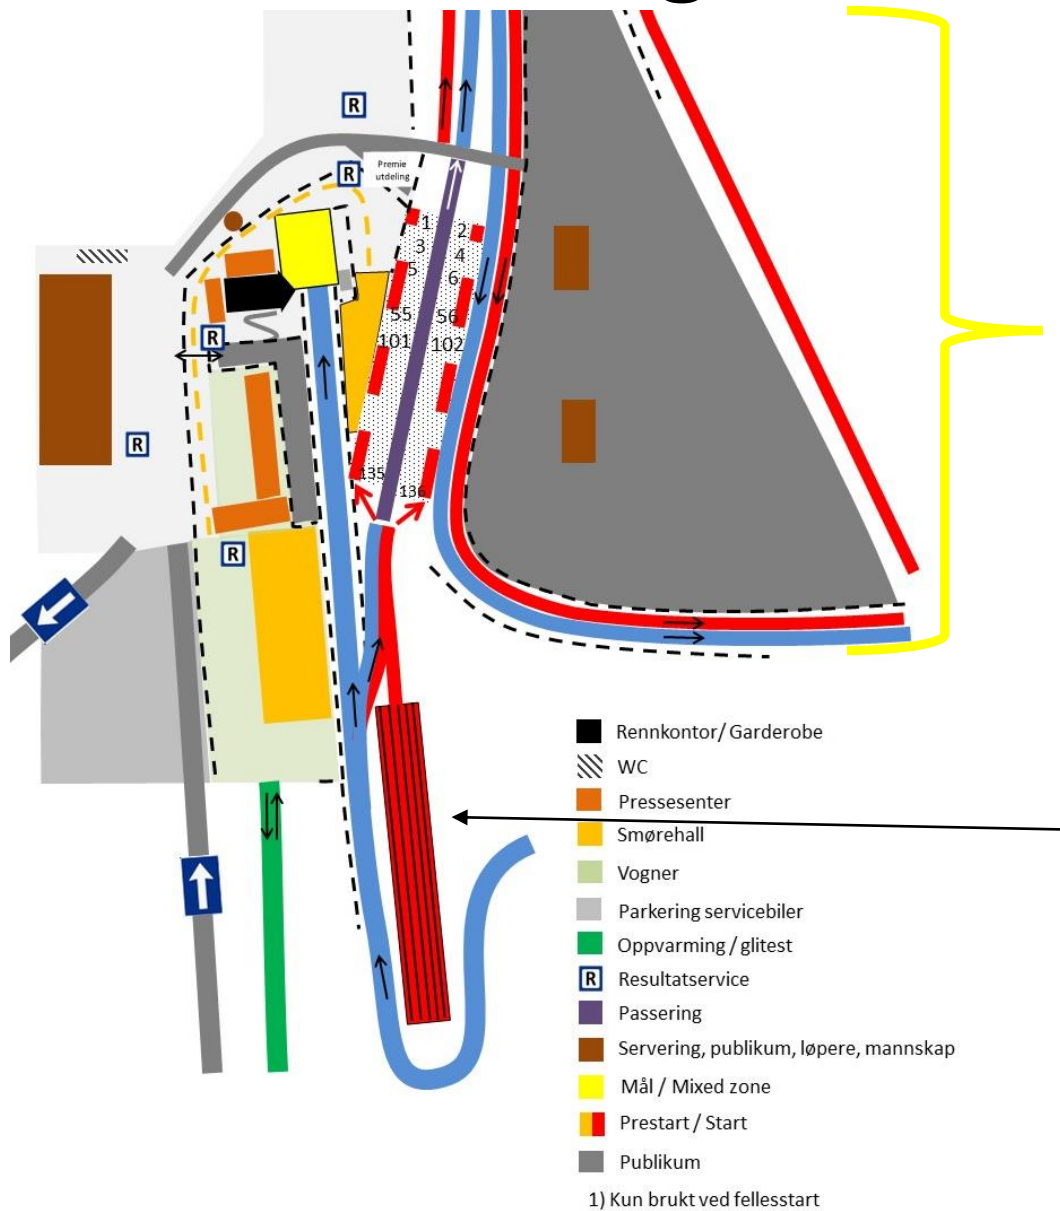 R
R
Premie
utdeling
1
2
3
4
5
6
55
56
101
102
R
R
135
136
R
Rennkontor/ Garderobe
WC
Pressesenter
Smørehall
Vogner
Parkering servicebiler
Oppvarming / glitest
R Resultatservice
Passering
Servering, publikum, løpere, mannskap
Mål / Mixed zone
Prestart / Start
Publikum
1) Kun brukt ved fellesstart